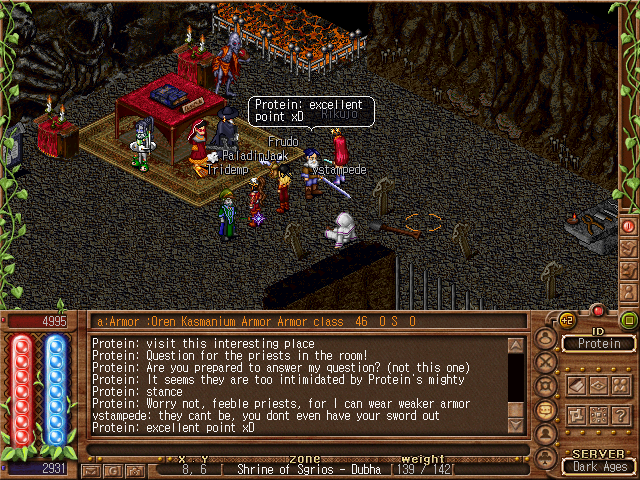 Protein: excellent
point xD
Rikujo
Frudo
PaladinJack
Tridemp
vstampede
4995
a:Armor :Oren Kasmanium Armor Armor class 46 0 S 0
+2
ID
Protein
Protein: visit this interesting place
Protein: Question for the priests in the room!
Protein: Are you prepared to answer my question? (not this one)
Protein: It seems they are too intimidated by Protein's mighty
Protein: stance
Protein: Worry not, feeble priests, for I can wear weaker armor
vstampede: they cant be, you dont even have your sword out
Protein: excellent point xD
x y zone weight
2931
8, 6 [ Shrine of Sgrios - Dubha [139 / 142[
SERVER
Dark Ages